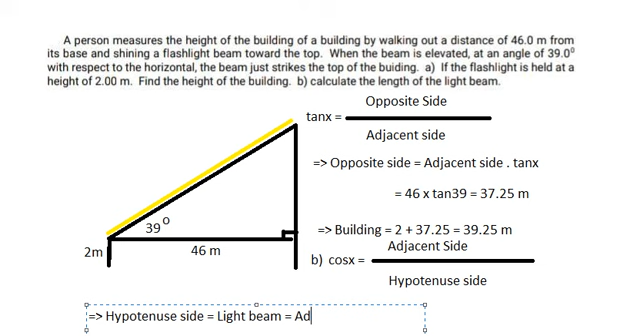 A person measures the height of the building of a building by walking out a distance of 46.0 m from
its base and shining a flashlight beam toward the top. When the beam is elevated, at an angle of 39.0⁰
with respect to the horizontal, the beam just strikes the top of the buiding. a) If the flashlight is held at a
height of 2.00 m. Find the height of the building. b) calculate the length of the light beam.
Opposite Side
tanx =
Adjacent side
=> Opposite side = Adjacent side . tanx
= 46 x tan39 = 37.25 m
39⁰
=> Building = 2 + 37.25 = 39.25 m
2m
46 m
Adjacent Side
b) cosx =
Hypotenuse side
=> Hypotenuse side = Light beam = Ad